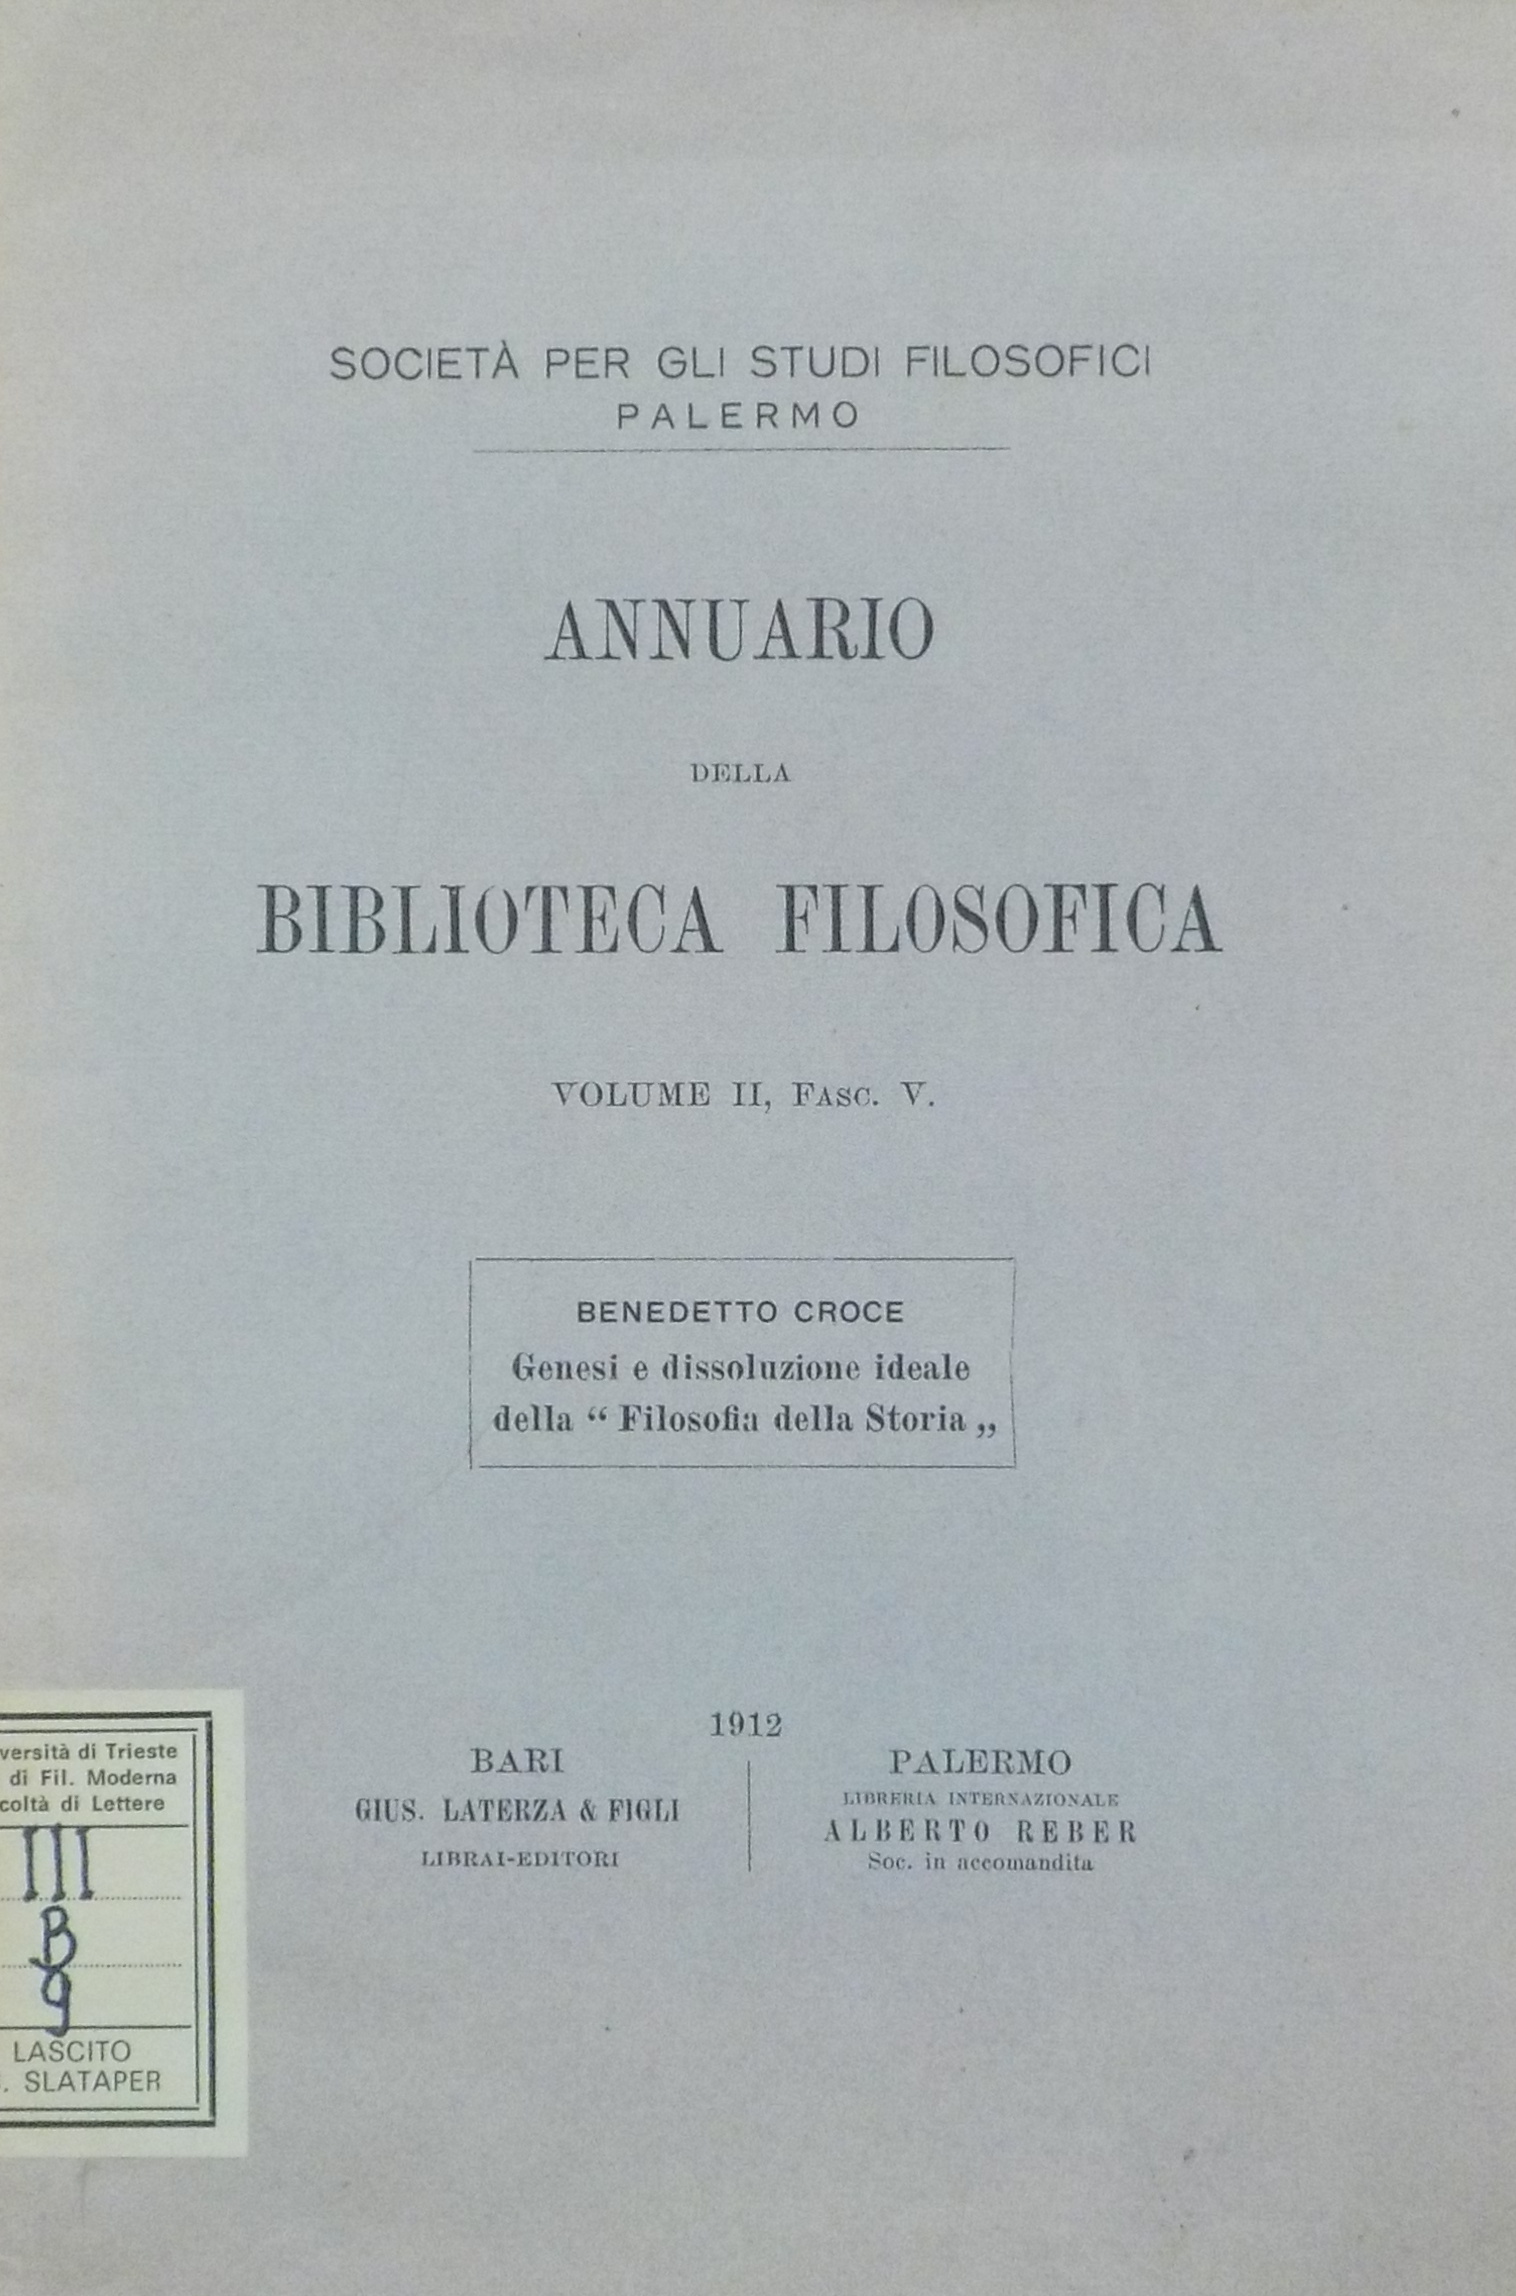 SOCIETÀ PER GLI STUDI FILOSOFICI
PALERMO
ANNUARIO
DELLA
BIBLIOTECA FILOSOFICA
VOLUME II, FASC. V.
BENEDETTO CROCE
Genesi e dissoluzione ideale
della “ Filosofia della Storia „
1912
BARI
GIUS. LATERZA & FIGLI
LIBRAI-EDITORI
PALERMO
LIBRERIA INTERNAZIONALE
ALBERTO REBER
Soc. in accomandita
versità di Trieste
di Fil. Moderna
coltà di Lettere
III
B
9
LASCITO
. SLATAPER